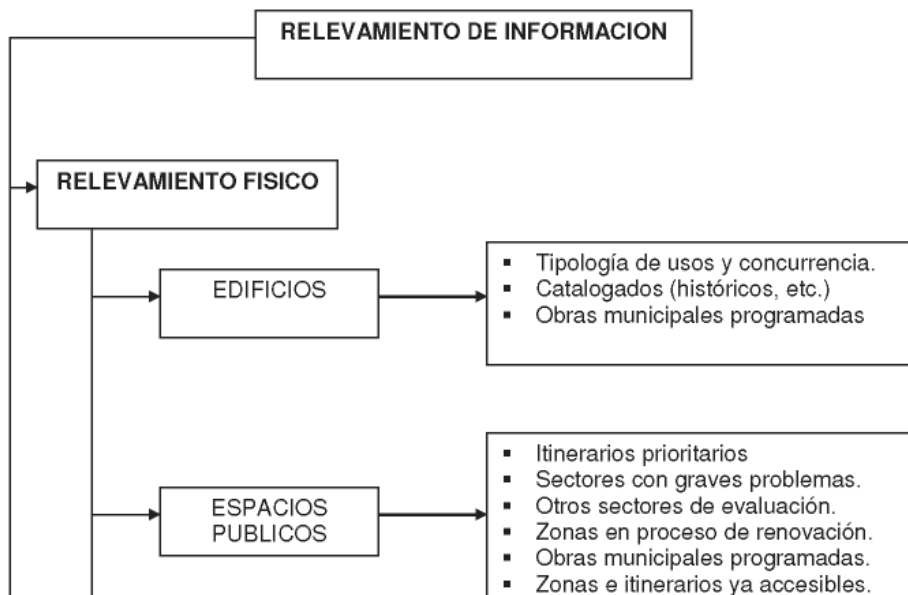 RELEVAMIENTO DE INFORMACION
RELEVAMIENTO FISICO
EDIFICIOS
▪ Tipología de usos y concurrencia.
▪ Catalogados (históricos, etc.)
▪ Obras municipales programadas
ESPACIOS
PUBLICOS
▪ Itinerarios prioritarios
▪ Sectores con graves problemas.
▪ Otros sectores de evaluación.
▪ Zonas en proceso de renovación.
▪ Obras municipales programadas.
▪ Zonas e itinerarios ya accesibles.